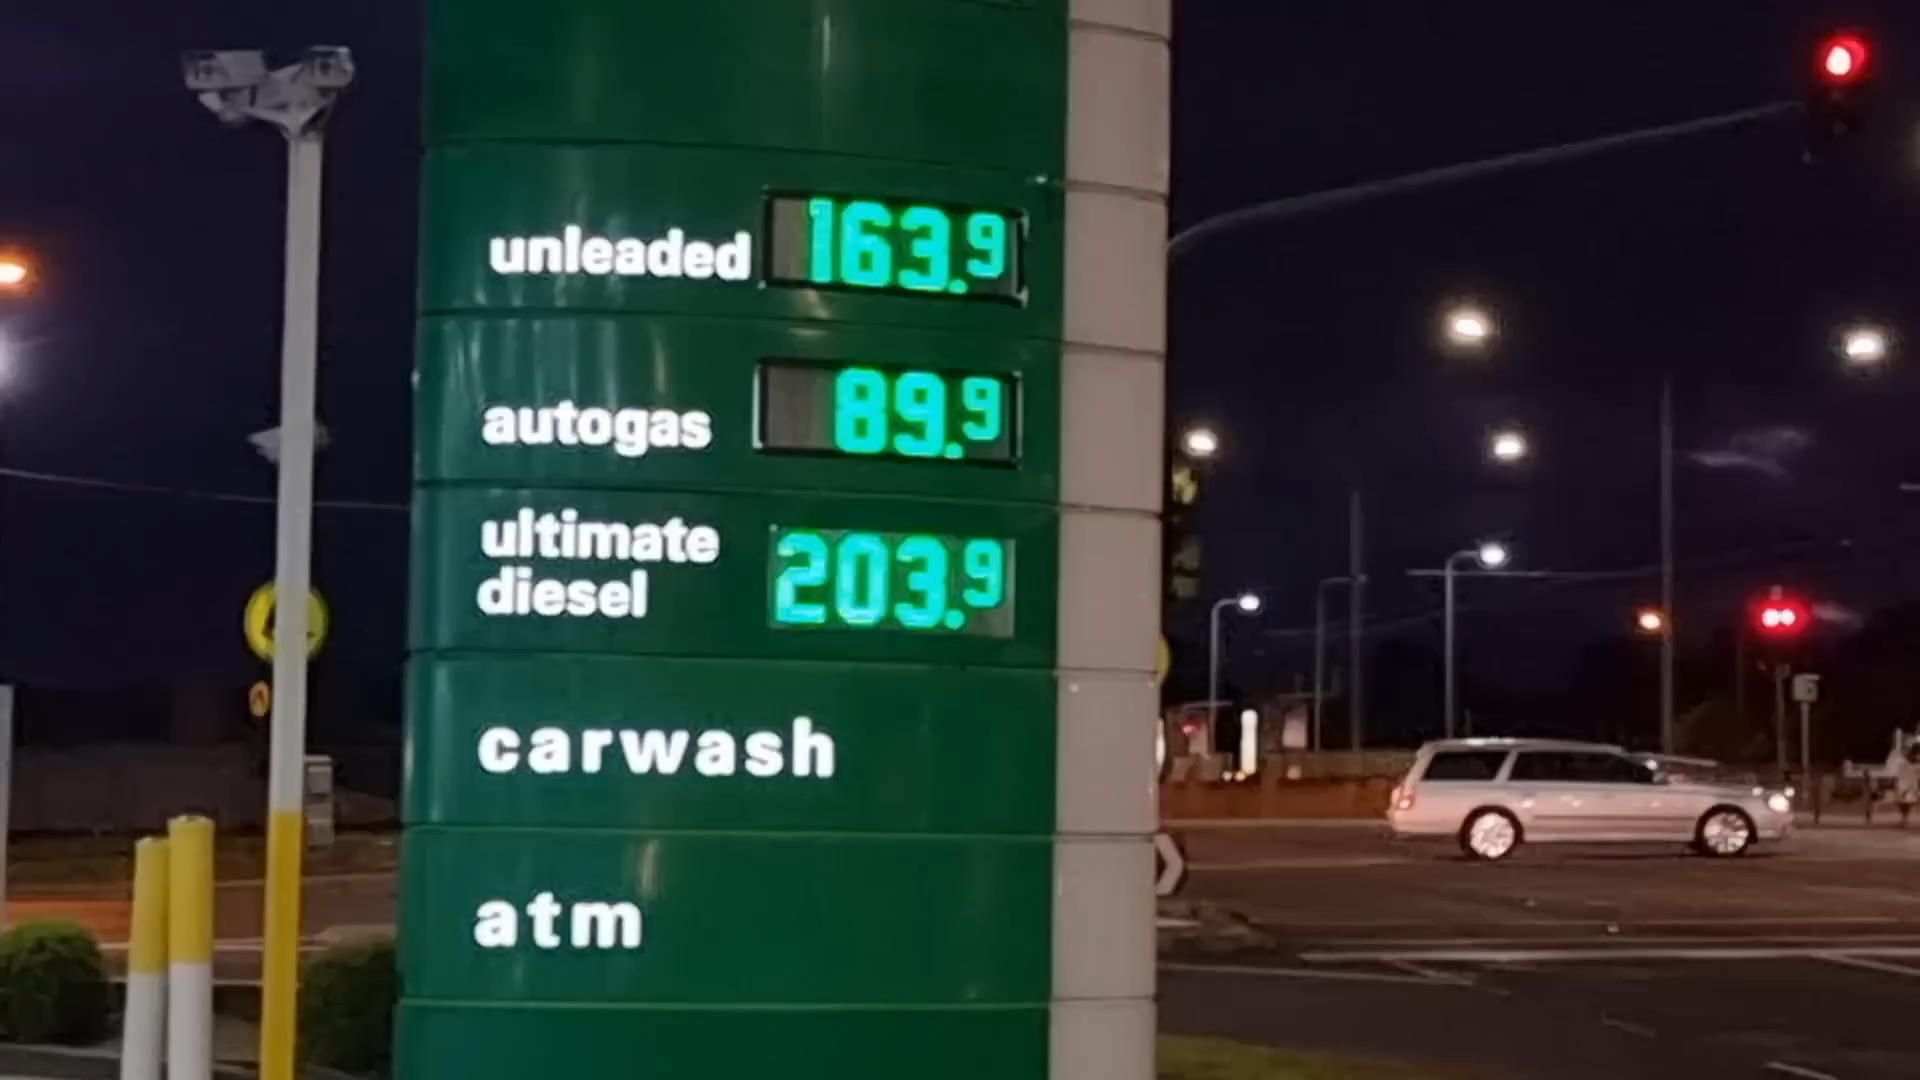 unleaded 163.9
autogas 89.9
ultimate
diesel 203.9
carwash
atm